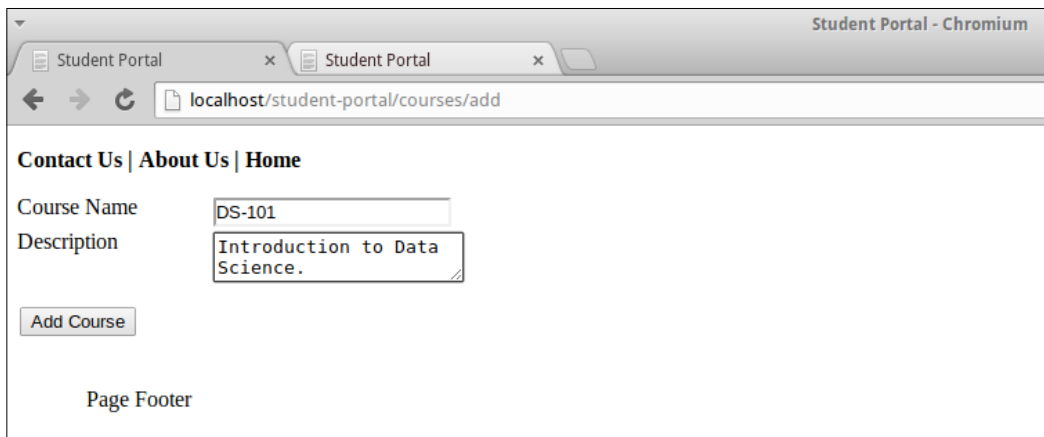 Student Portal - Chromium
Student Portal
Student Portal
localhost/student-portal/courses/add
Contact Us | About Us | Home
Course Name
DS-101
Description
Introduction to Data
Science.
Add Course
Page Footer